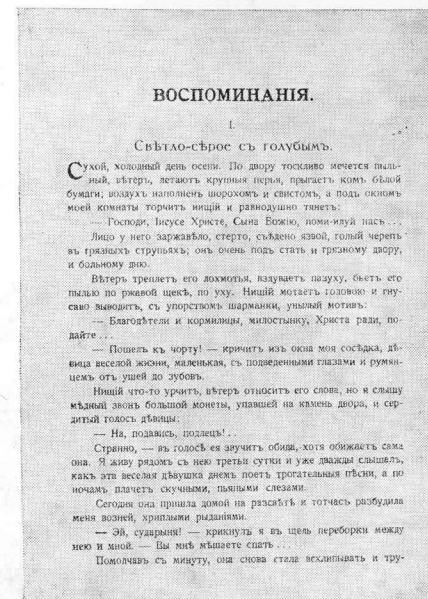 ВОСПОМИНАНІЯ.
I.
Свѣтло-сѣрое съ голубымъ.
Сухой, холодный день осени. По двору тоскливо мечется пыль-
ный, вѣтеръ, летаютъ крупныя перья, прыгаетъ комъ бѣлой
бумаги; воздухъ наполненъ шорохомъ и свистомъ, а подъ окномъ
моей комнаты торчитъ нищій и равнодушно тянетъ:
— Господи, Іисусе Христе, Сына Божію, поми-илуй насъ...
Лицо у него заржавѣло, стерто, съѣдено язвой, голый черепъ
въ грязныхъ струпьяхъ; онъ очень подъ стать и грязному двору,
и больному дню.
Вѣтеръ треплетъ его лохмотья, вздуваетъ пазуху, бьетъ его
пылью по ржавой щекѣ, по уху. Нищій мотаетъ головою и гну-
саво выводитъ, съ упорствомъ шарманки, унылый мотивъ:
— Благодѣтели и кормилицы, милостынку, Христа ради, по-
дайте...
— Пошелъ къ чорту! — кричитъ изъ окна моя сосѣдка, дѣ-
вица веселой жизни, маленькая, съ подведенными глазами и румян-
цемъ отъ ушей до зубовъ.
Нищій что-то урчитъ, вѣтеръ относитъ его слова, но я слышу
мѣдный звонъ большой монеты, упавшей на камень двора, и сер-
дитый голосъ дѣвицы:
— На, подавись, подлецъ!..
Странно, — въ голосѣ ея звучитъ обида, хотя обижаетъ сама
она. Я живу рядомъ съ нею третьи сутки и уже дважды слышалъ,
какъ эта веселая дѣвушка днемъ поетъ трогательныя пѣсни, а по
ночамъ плачетъ скучными, пьяными слезами.
Сегодня она пришла домой на разсвѣтѣ и тотчасъ разбудила
меня возней, хриплыми рыданіями.
— Эй, сударыня! — крикнулъ я въ щель переборки между
нею и мной. — Вы мнѣ мѣшаете спать...
Помолчавъ съ минуту, она снова стала всхлипывать и тру-